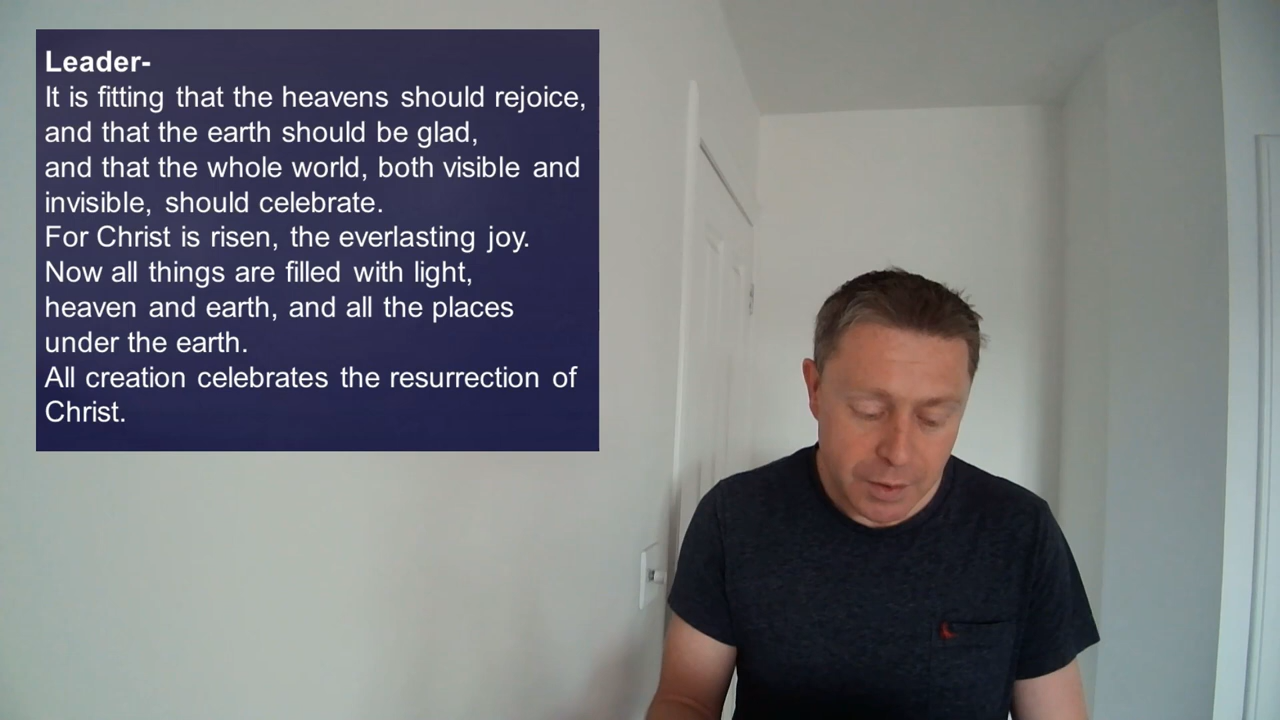 Leader-
It is fitting that the heavens should rejoice,
and that the earth should be glad,
and that the whole world, both visible and
invisible, should celebrate.
For Christ is risen, the everlasting joy.
Now all things are filled with light,
heaven and earth, and all the places
under the earth.
All creation celebrates the resurrection of
Christ.